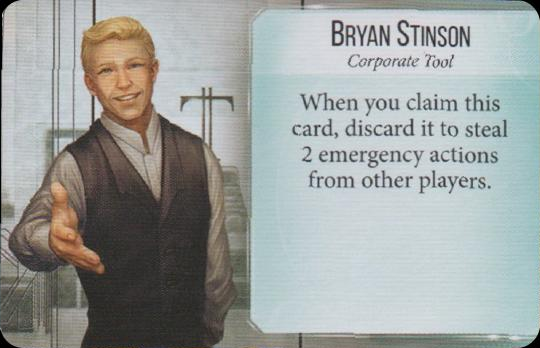 Bryan Stinson
Corporate Tool
When you claim this
card, discard it to steal
2 emergency actions
from other players.